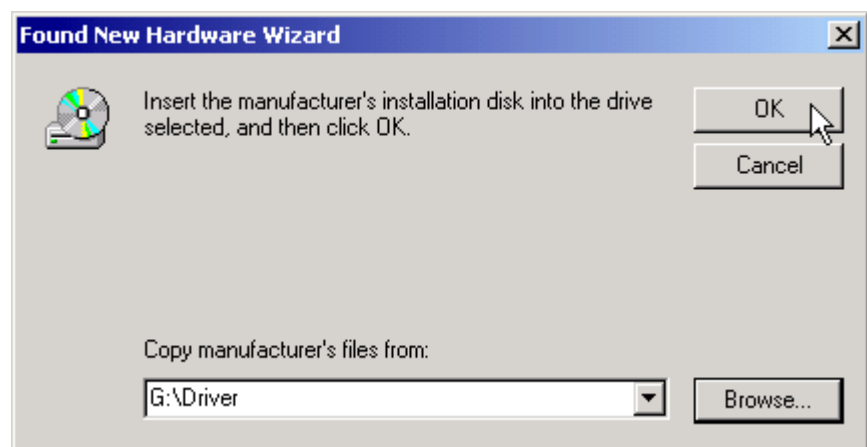 Found New Hardware Wizard
Insert the manufacturer's installation disk into the drive
selected, and then click OK.
OK
Cancel
Copy manufacturer's files from:
G:\Driver
Browse...